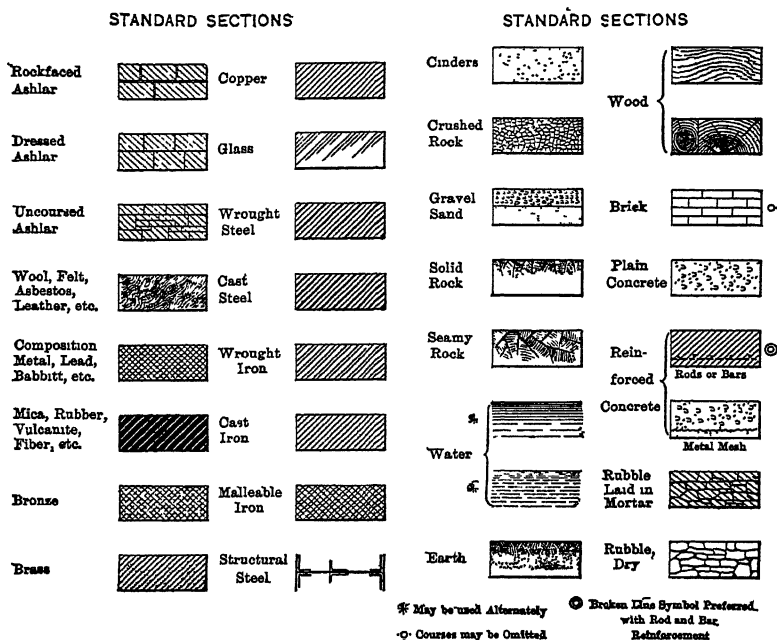 STANDARD SECTIONS
Rockfaced
Ashlar
Copper
Dressed
Ashlar
Glass
Uncoursed
Ashlar
Wrought
Steel
Wool, Felt,
Asbestos,
Leather, etc.
Cast
Steel
Composition
Metal, Lead,
Babbitt, etc.
Wrought
Iron
Mica, Rubber,
Vulcanite,
Fiber, etc.
Cast
Iron
Bronze
Malleable
Iron
Brass
Structural
Steel
STANDARD SECTIONS
Cinders
Wood
Crushed
Rock
Gravel
Sand
Brick
Solid
Rock
Plain
Concrete
Seamy
Rock
Rein-
forced
Concrete
Rods or Bars
Metal Mesh
Water
Rubble
Laid in
Mortar
Earth
Rubble,
Dry
May be used Alternately
Courses may be Omitted
Broken Line Symbol Preferred
with Rod and Bar
Reinforcement